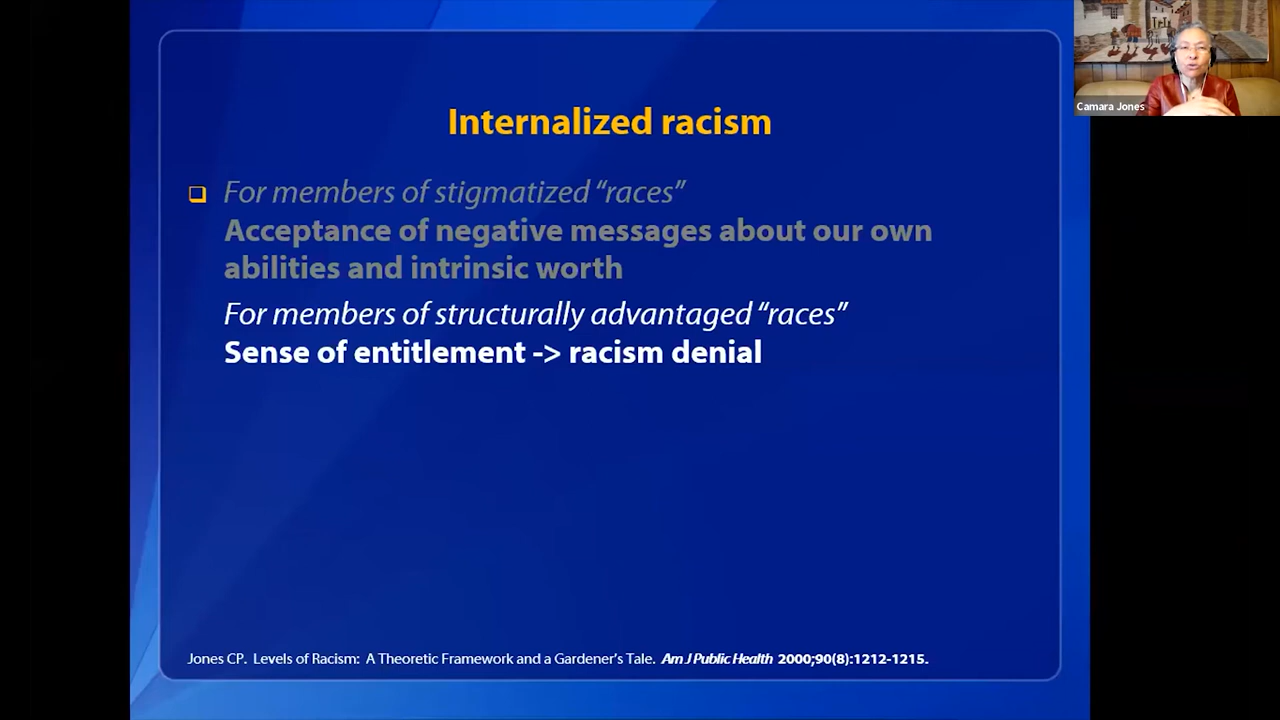 Camara Jones
Internalized racism
For members of stigmatized “races”
Acceptance of negative messages about our own
abilities and intrinsic worth
For members of structurally advantaged “races”
Sense of entitlement -> racism denial
Jones CP. Levels of Racism: A Theoretic Framework and a Gardener’s Tale. Am J Public Health 2000;90(8):1212-1215.